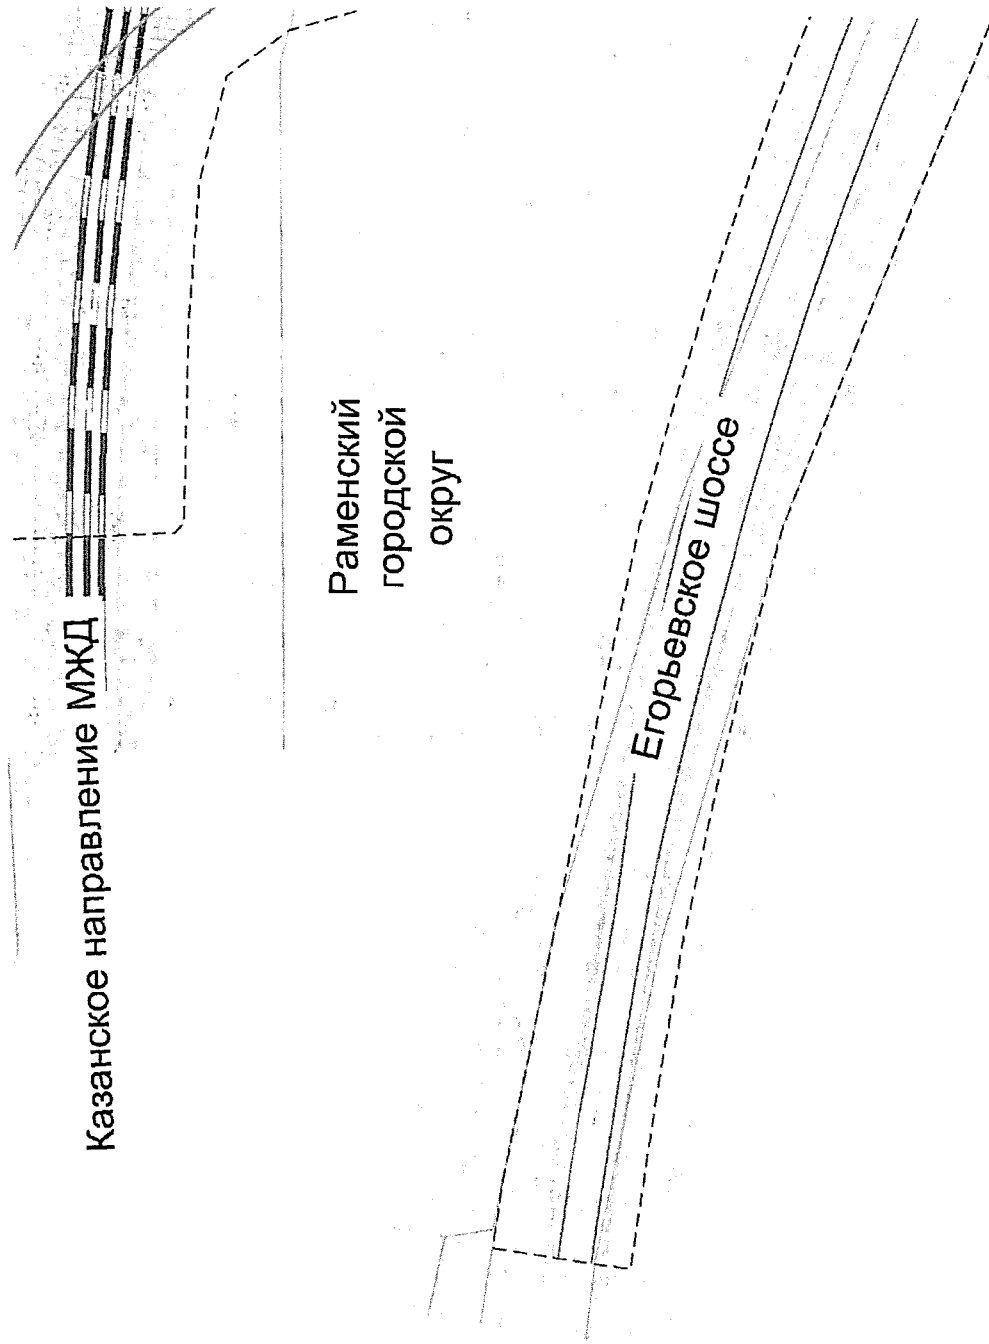 Казанское направление МЖД
Раменский
городской
округ
Егорьевское шоссе